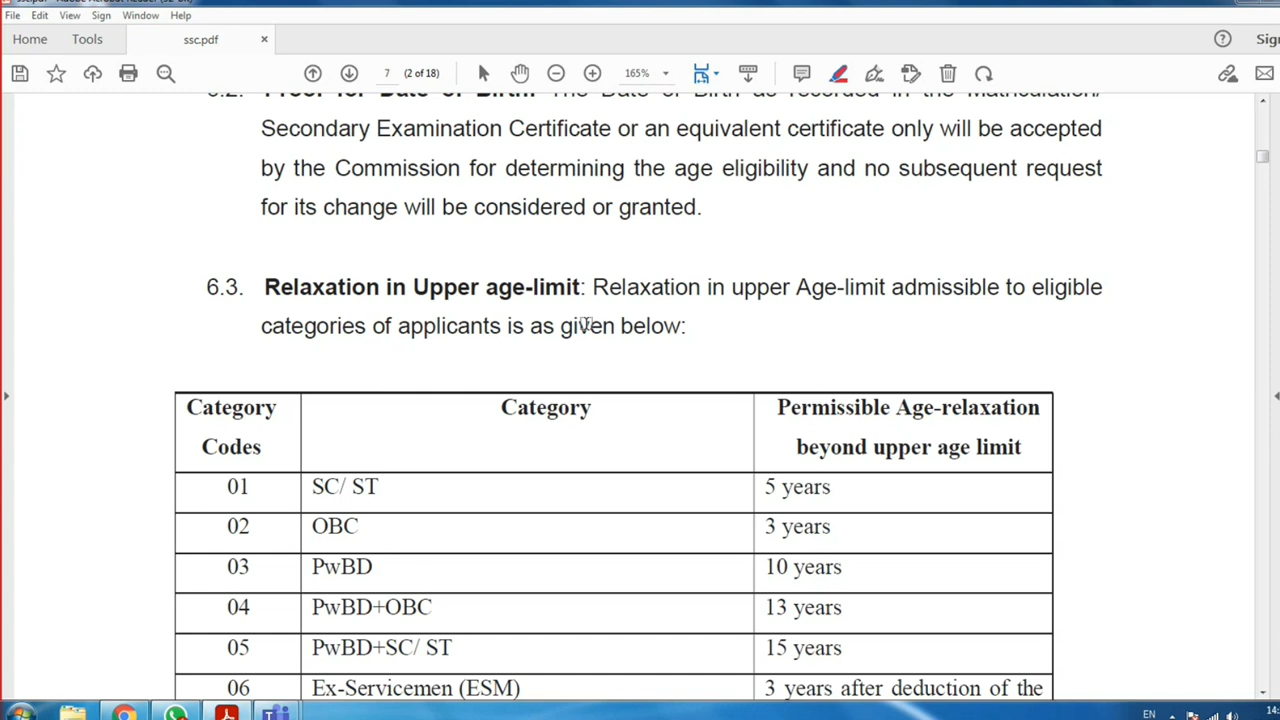 File Edit View Sign Window Help
Home Tools ssc.pdf ×
7 (2 of 18) 165%
Secondary Examination Certificate or an equivalent certificate only will be accepted
by the Commission for determining the age eligibility and no subsequent request
for its change will be considered or granted.
6.3. Relaxation in Upper age-limit: Relaxation in upper Age-limit admissible to eligible
categories of applicants is as given below:
Category Codes Category Permissible Age-relaxation beyond upper age limit
01 SC/ ST 5 years
02 OBC 3 years
03 PwBD 10 years
04 PwBD+OBC 13 years
05 PwBD+SC/ ST 15 years
06 Ex-Servicemen (ESM) 3 years after deduction of the
EN